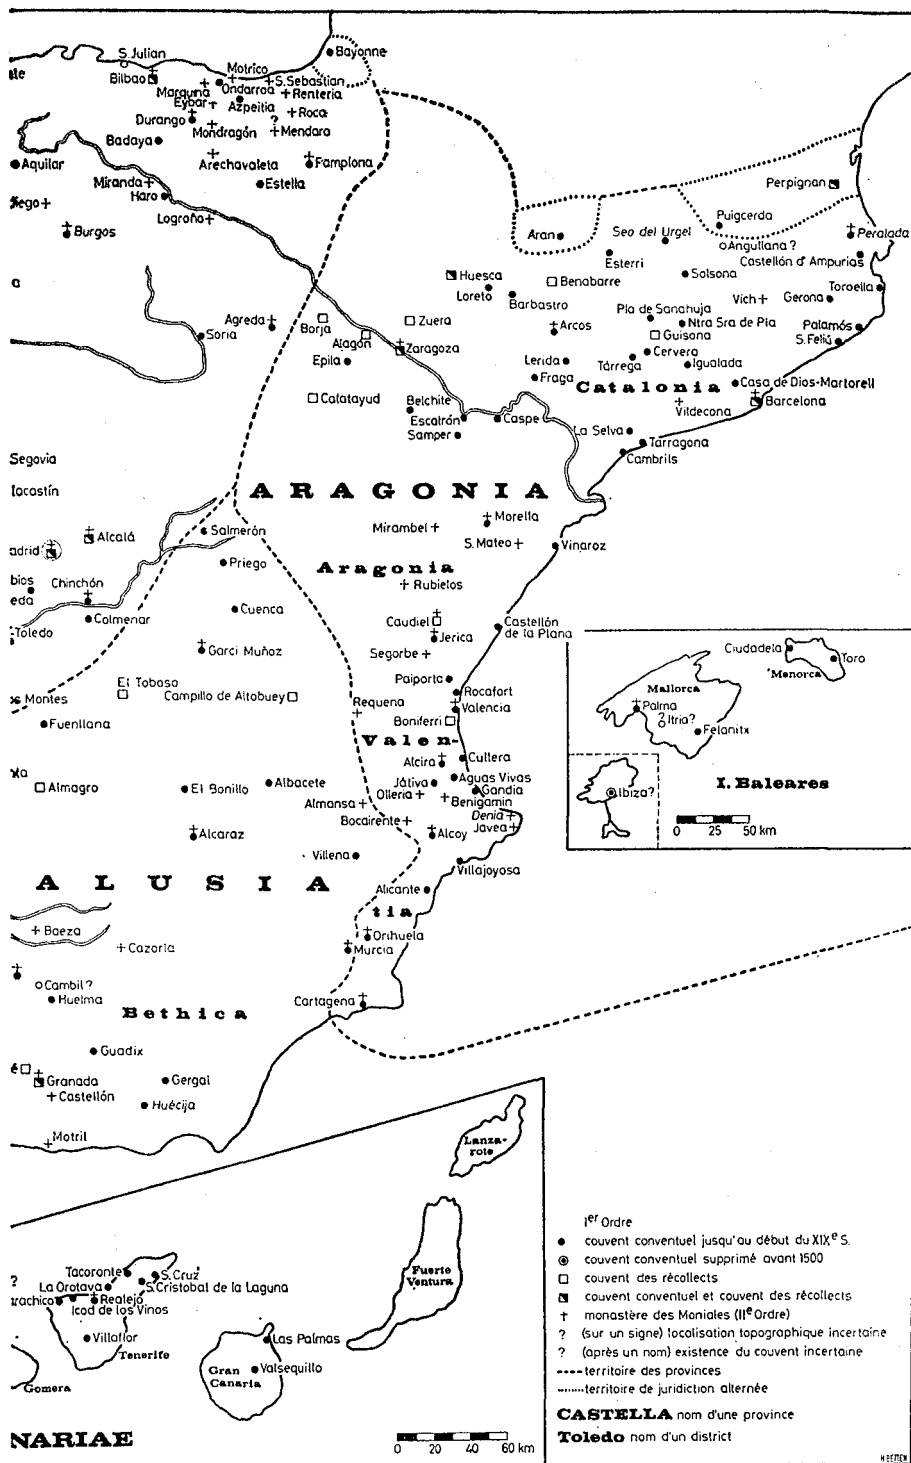 Bayonne
S. Julian
Bilbao
Motrico
S. Sebastian
Marquina
Ondarroa
Renteria
Eybar
Azpeitia
Roca
Durango
?
Mondragón
Mendara
Badaya
Arechavaleta
Pamplona
Aquilar
Miranda
Estella
Haro
Logroño
Burgos
Perpignan
Puigcerda
Aran
Seo del Urgel
Angullana ?
Peralada
Esterri
Castellón d' Ampurias
Huesca
Benabarre
Solsona
Loreto
Barbastro
Toroella
Vich
Gerona
Pla de Sanahuja
Agreda
Borja
Zuera
Arcos
Ntra Sra de Pia
Palamós
Soria
Alagón
Guisona
S. Feliú
Zaragoza
Cervera
Epila
Lerida
Tárrega
Igualada
Fraga
Catalonia
Casa de Dios-Martorell
Calatayud
Belchite
Vildecona
Barcelona
Escatrón
Caspe
Samper
La Selva
Tarragona
Cambrils
Segovia
ARAGONIA
Morella
Alcalá
Salmerón
Mirambel
S. Mateo
Vinaroz
adrid
Priego
Aragonia
Chinchón
Rubielos
Cuenca
Colmenar
Caudiel
Castellón
de la Plana
Toledo
Jerica
Garci Muñoz
Segorbe
Ciudadela
Toro
Menorca
El Toboso
Paiporta
Mallorca
Montes
Campillo de Altobuey
Requena
Rocafort
Palma
Valencia
?
Itria?
Fuenllana
Boniferri
Felanitx
Valen-
Alcira
Cullera
I. Baleares
Almagro
El Bonillo
Albacete
Játiva
Aguas Vivas
Ibiza?
Olleria
Gandia
Almansa
Benigamin
Bocairente
Denia
Javea
0 25 50 km
Alcaraz
Alcoy
Villena
Villajoyosa
ALUSIA
Alicante
tia
Baeza
Cazorla
Orihuela
Murcia
Cambil?
Huelma
Cartagena
Bethica
Guadix
Granada
Gergal
Castellón
Huécija
Motril
Lanza-
rote
Fuerte
Ventura
Tacoronte
S. Cruz
La Orotava
S. Cristobal de la Laguna
?
Realejo
Icod de los Vinos
Villaflor
Tenerife
Las Palmas
Gran
Canaria
Valsequillo
Gomera
NARIAE
0 20 40 60 km
Ier Ordre
couvent conventuel jusqu'au début du XIXe S.
couvent conventuel supprimé avant 1500
couvent des récollects
couvent conventuel et couvent des récollects
monastère des Moniales (IIe Ordre)
? (sur un signe) localisation topographique incertaine
? (après un nom) existence du couvent incertaine
territoire des provinces
territoire de juridiction alternée
CASTELLA nom d'une province
Toledo nom d'un district